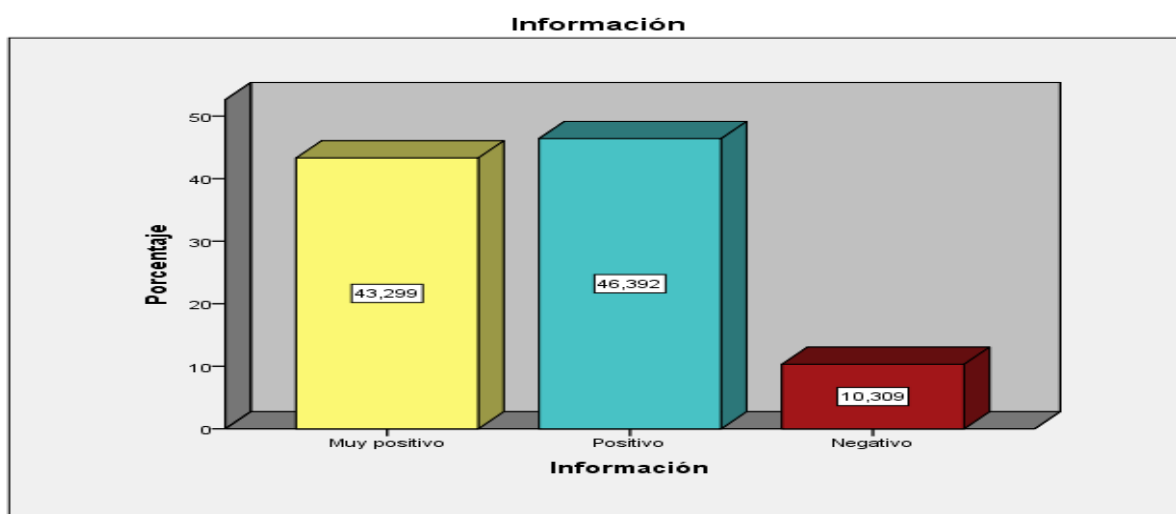 Información
Porcentaje
50
40
30
20
10
0
43,299
46,392
10,309
Muy positivo
Positivo
Negativo
Información